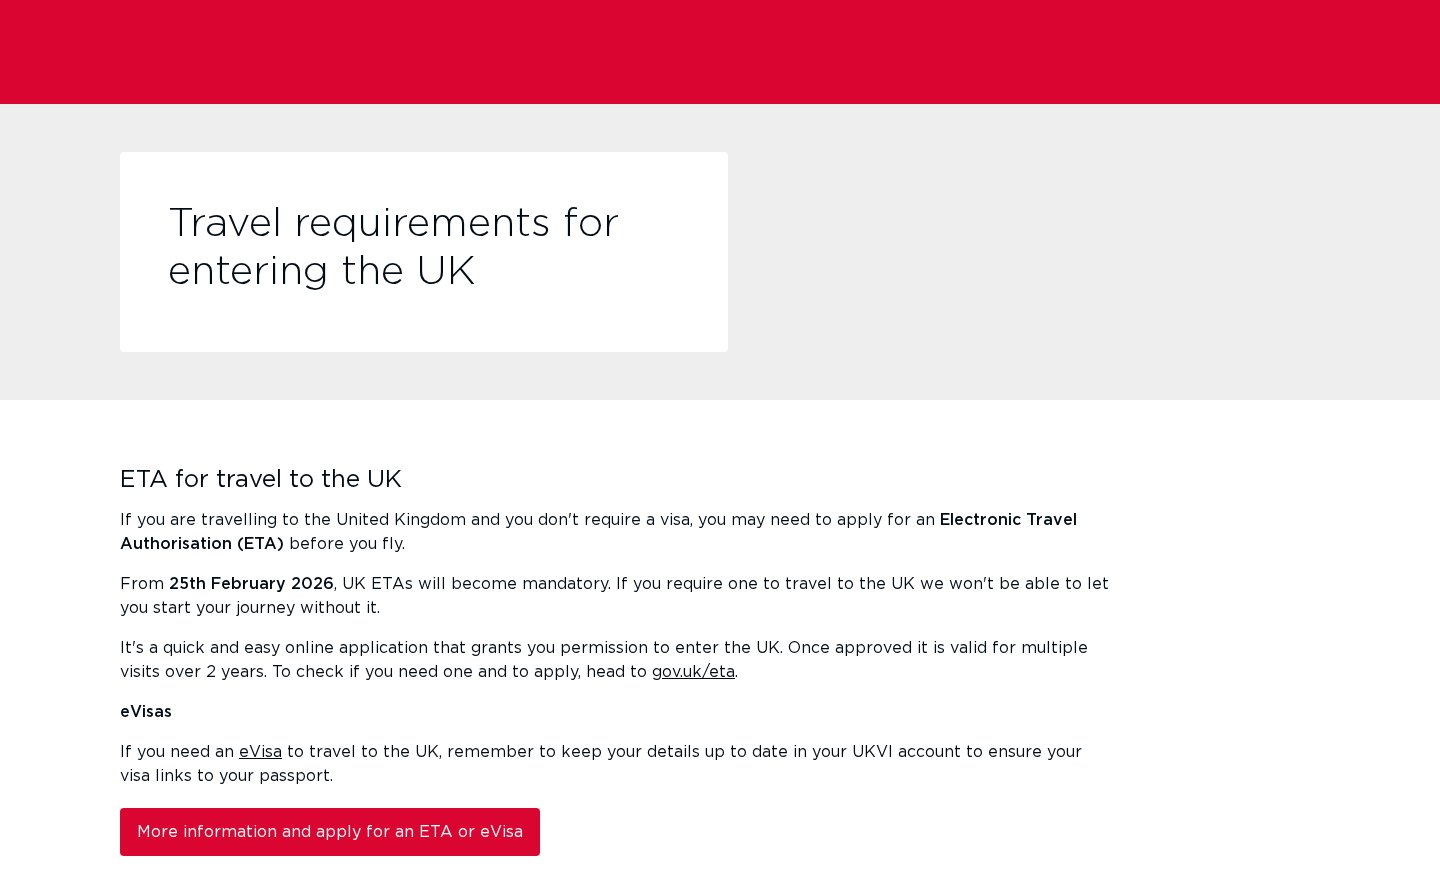 Travel requirements for
entering the UK
ETA for travel to the UK
If you are travelling to the United Kingdom and you don't require a visa, you may need to apply for an Electronic Travel
Authorisation (ETA) before you fly.
From 25th February 2026, UK ETAs will become mandatory. If you require one to travel to the UK we won't be able to let
you start your journey without it.
It's a quick and easy online application that grants you permission to enter the UK. Once approved it is valid for multiple
visits over 2 years. To check if you need one and to apply, head to gov.uk/eta.
eVisas
If you need an eVisa to travel to the UK, remember to keep your details up to date in your UKVI account to ensure your
visa links to your passport.
More information and apply for an ETA or eVisa